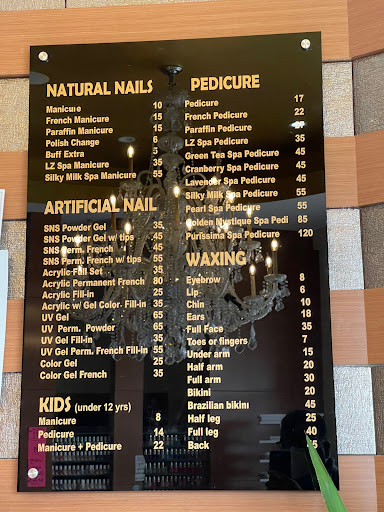 NATURAL NAILS
Manicure 10
French Manicure 15
Paraffin Manicure 15
Polish Change 6
Buff Extra 5
LZ Spa Manicure 35
Silky Milk Spa Manicure 55
ARTIFICIAL NAIL
SNS Powder Gel 35
SNS Powder Gel w/ tips 45
SNS Perm. French 45
SNS Perm. French w/ tips 55
Acrylic Full Set 35
Acrylic Permanent French 80
Acrylic Fill-in 25
Acrylic w/ Gel Color Fill-in 35
UV Gel 65
UV Perm. Powder 65
UV Gel Fill-in 35
UV Gel Perm. French Fill-in 55
Color Gel 25
Color Gel French 35
KIDS (under 12 yrs)
Manicure 8
Pedicure 14
Manicure + Pedicure 22
PEDICURE
Pedicure 17
French Pedicure 22
Paraffin Pedicure
LZ Spa Pedicure 35
Green Tea Spa Pedicure 45
Cranberry Spa Pedicure 45
Lavender Spa Pedicure 45
Silky Milk Spa Pedicure 55
Pearl Spa Pedicure 55
Golden Mystique Spa Pedi 85
Purissima Spa Pedicure 120
WAXING
Eyebrow 8
Lip 6
Chin 10
Ears 18
Full Face 35
Toes or fingers 7
Under arm 15
Half arm 20
Full arm 30
Bikini 20
Brazilian bikini 45
Half leg 25
Full leg 40
Back